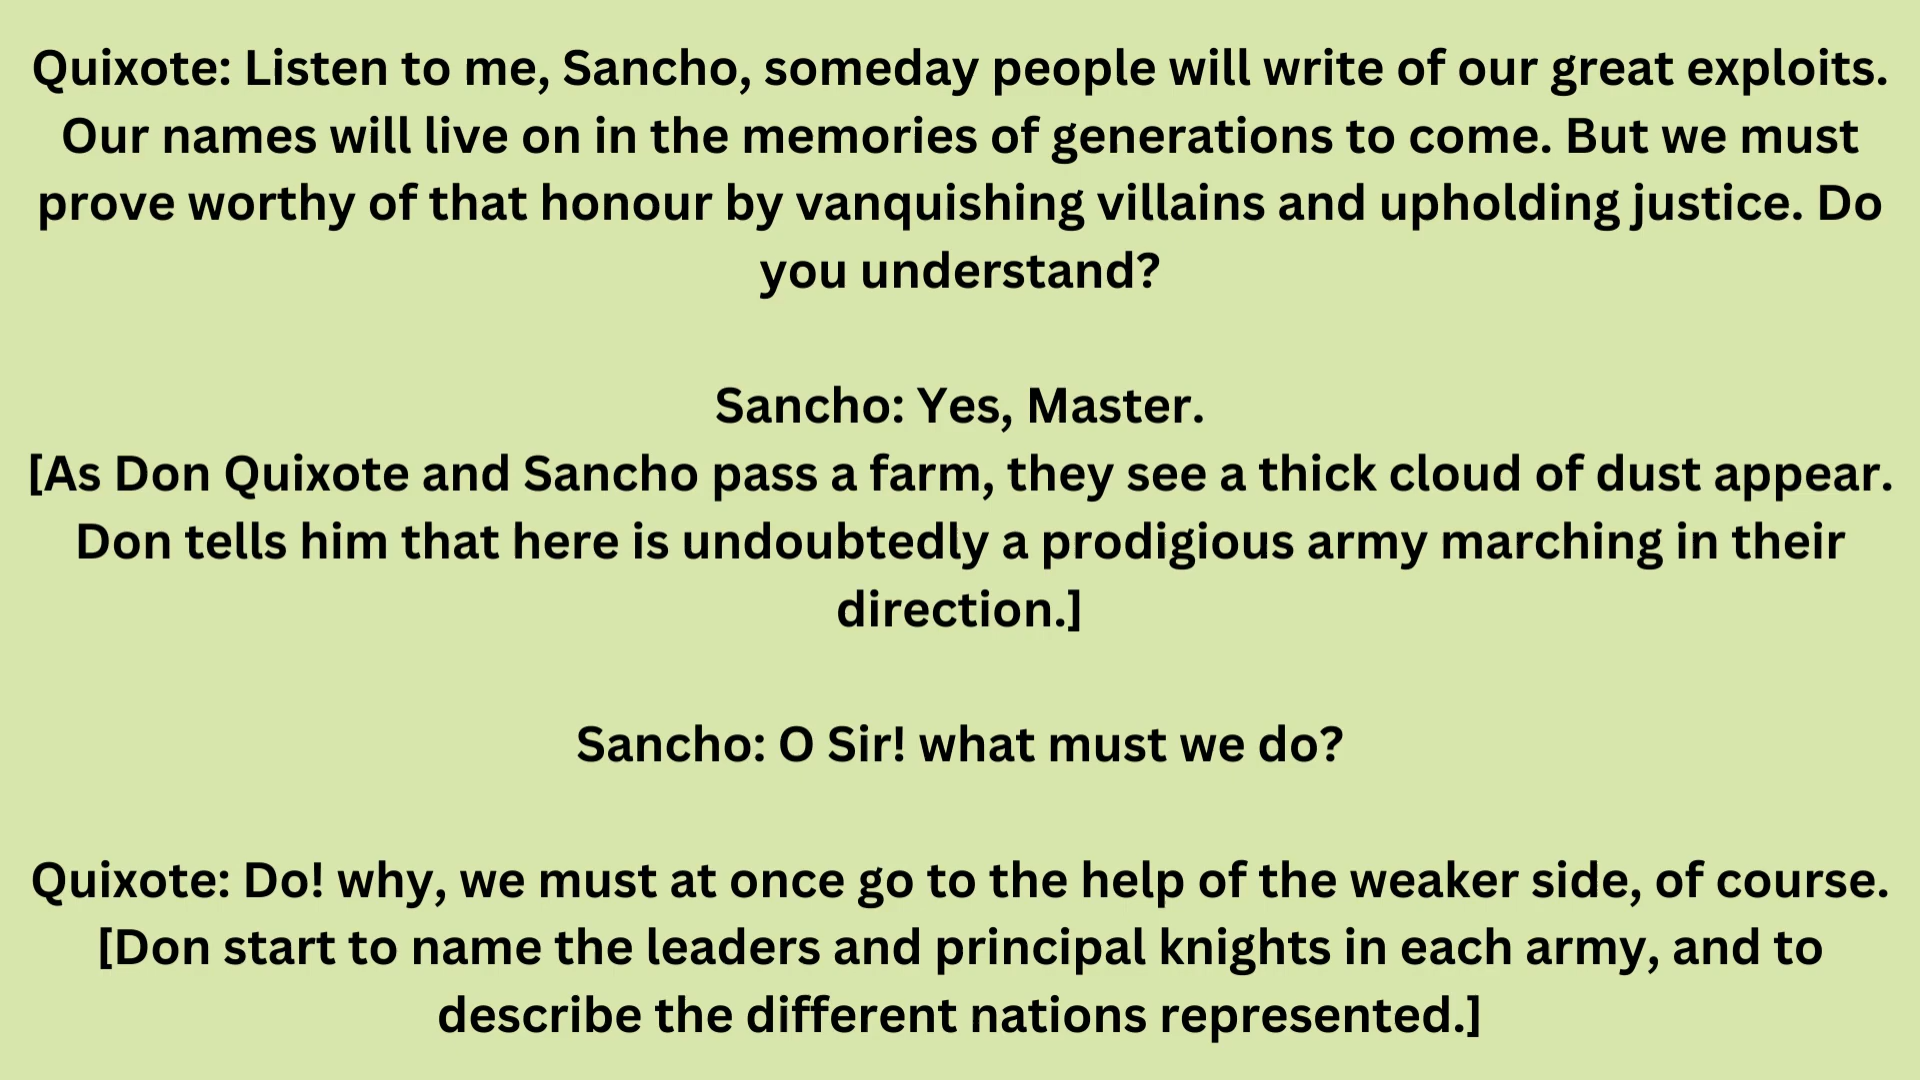 Quixote: Listen to me, Sancho, someday people will write of our great exploits.
Our names will live on in the memories of generations to come. But we must
prove worthy of that honour by vanquishing villains and upholding justice. Do
you understand?
Sancho: Yes, Master.
[As Don Quixote and Sancho pass a farm, they see a thick cloud of dust appear.
Don tells him that here is undoubtedly a prodigious army marching in their
direction.]
Sancho: O Sir! what must we do?
Quixote: Do! why, we must at once go to the help of the weaker side, of course.
[Don start to name the leaders and principal knights in each army, and to
describe the different nations represented.]